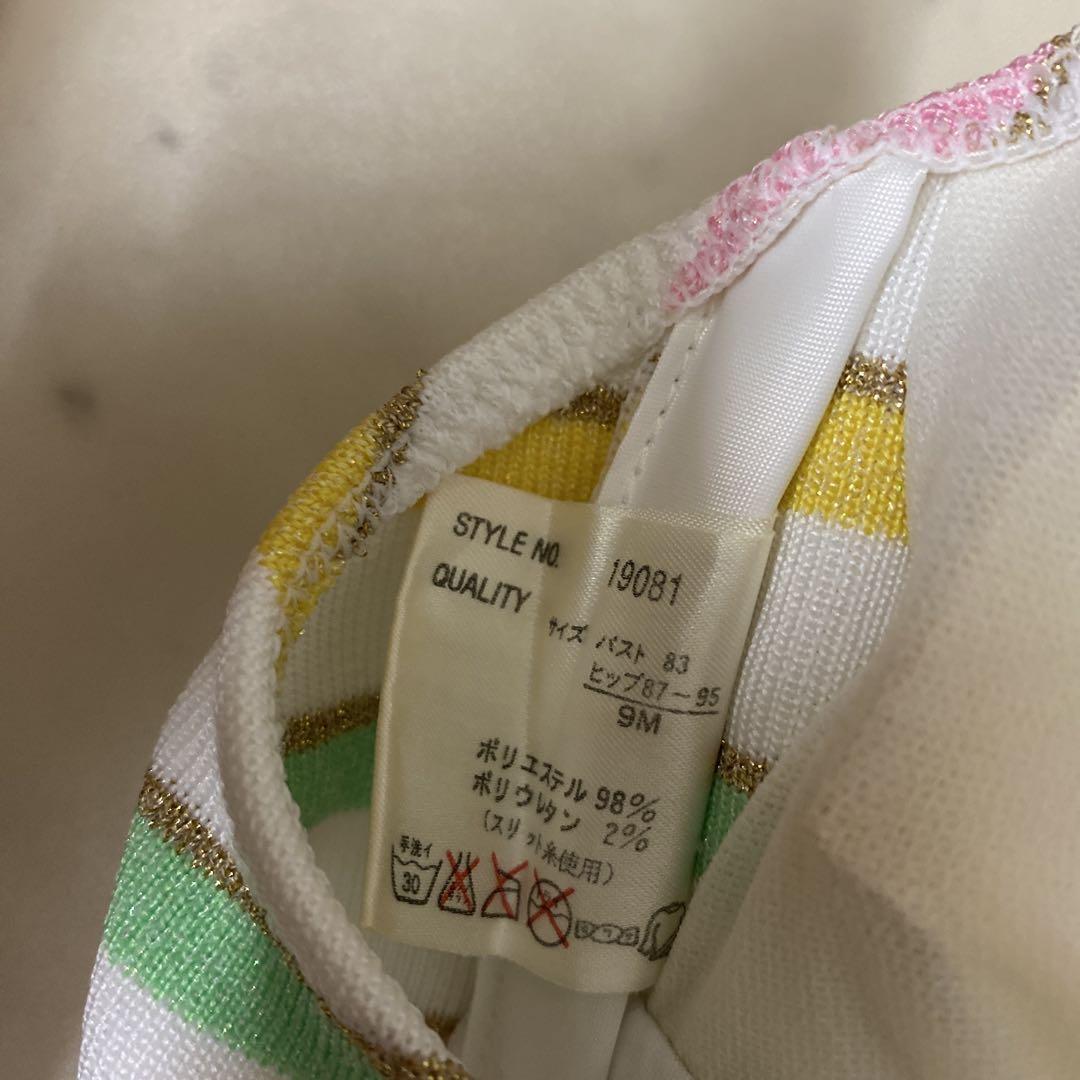 STYLE NO. 19081
QUALITY
サイズ バスト 83
ヒップ87-95
9M
ポリエステル 98%
ポリウレタン 2%
(スリット糸使用)
手洗イ
30